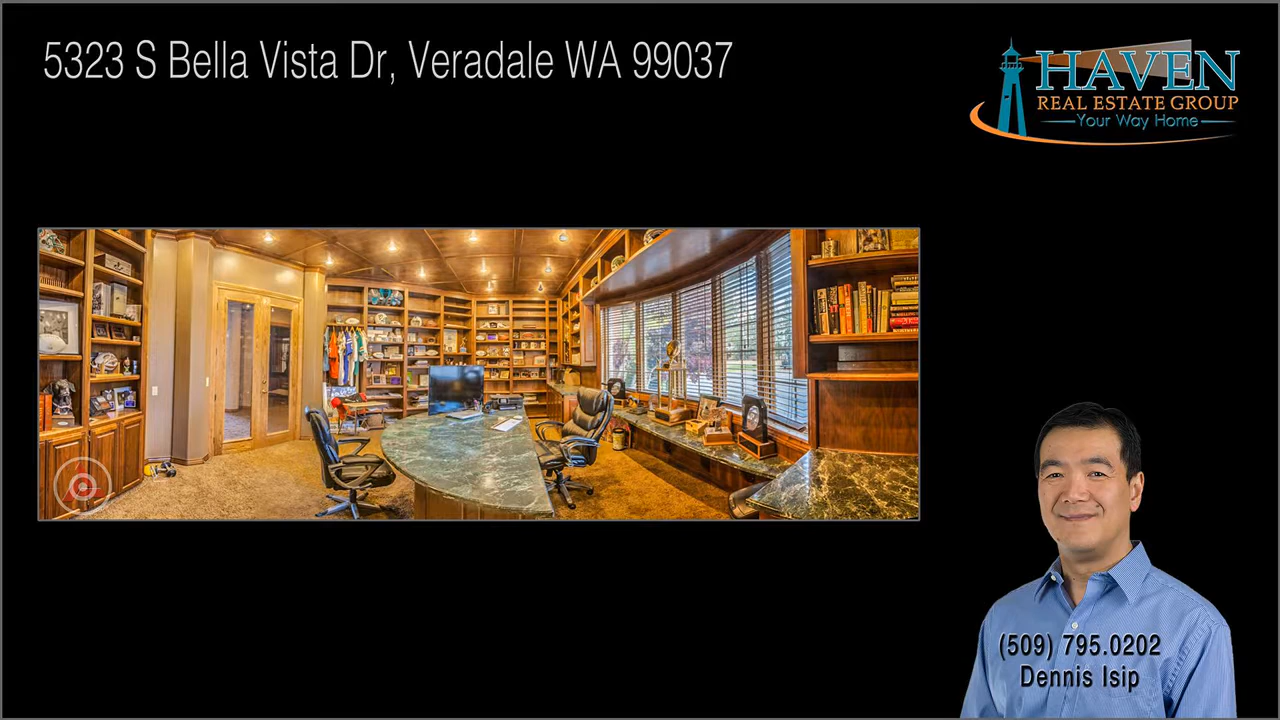 5323 S Bella Vista Dr, Veradale WA 99037
HAVEN
REAL ESTATE GROUP
Your Way Home
(509) 795.0202
Dennis Isip